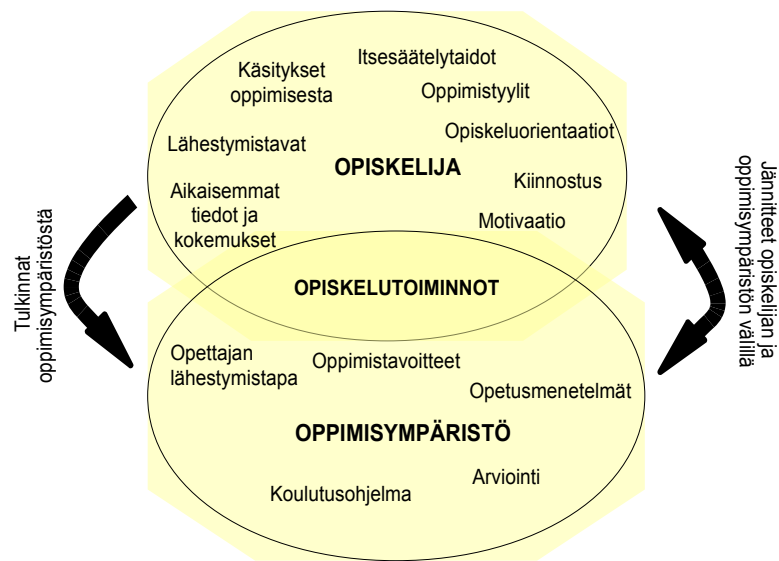 Itsesäätelytaidot
Käsitykset
oppimisesta
Oppimistyylit
Opiskeluorientaatiot
Lähestymistavat
OPISKELIJA
Kiinnostus
Aikaisemmat
tiedot ja
kokemukset
Motivaatio
Tulkinnat
oppimisympäristöstä
Jännitteet opiskelijan ja
oppimisympäristön välillä
OPISKELUTOIMINNOT
Opettajan
lähestymistapa
Oppimistavoitteet
Opetusmenetelmät
OPPIMISYMPÄRISTÖ
Arviointi
Koulutusohjelma